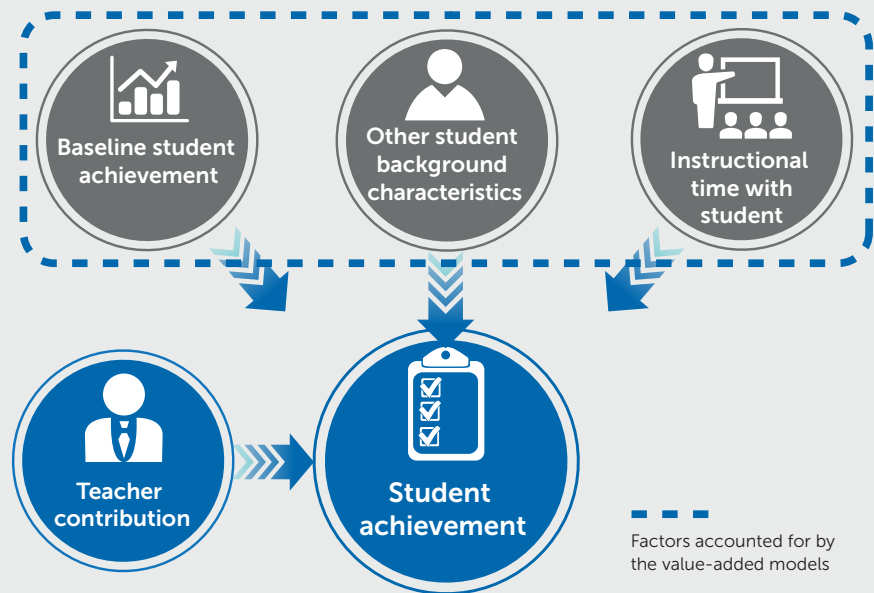 Baseline student
achievement
Other student
background
characteristics
Instructional
time with
student
Teacher
contribution
Student
achievement
Factors accounted for by
the value-added models